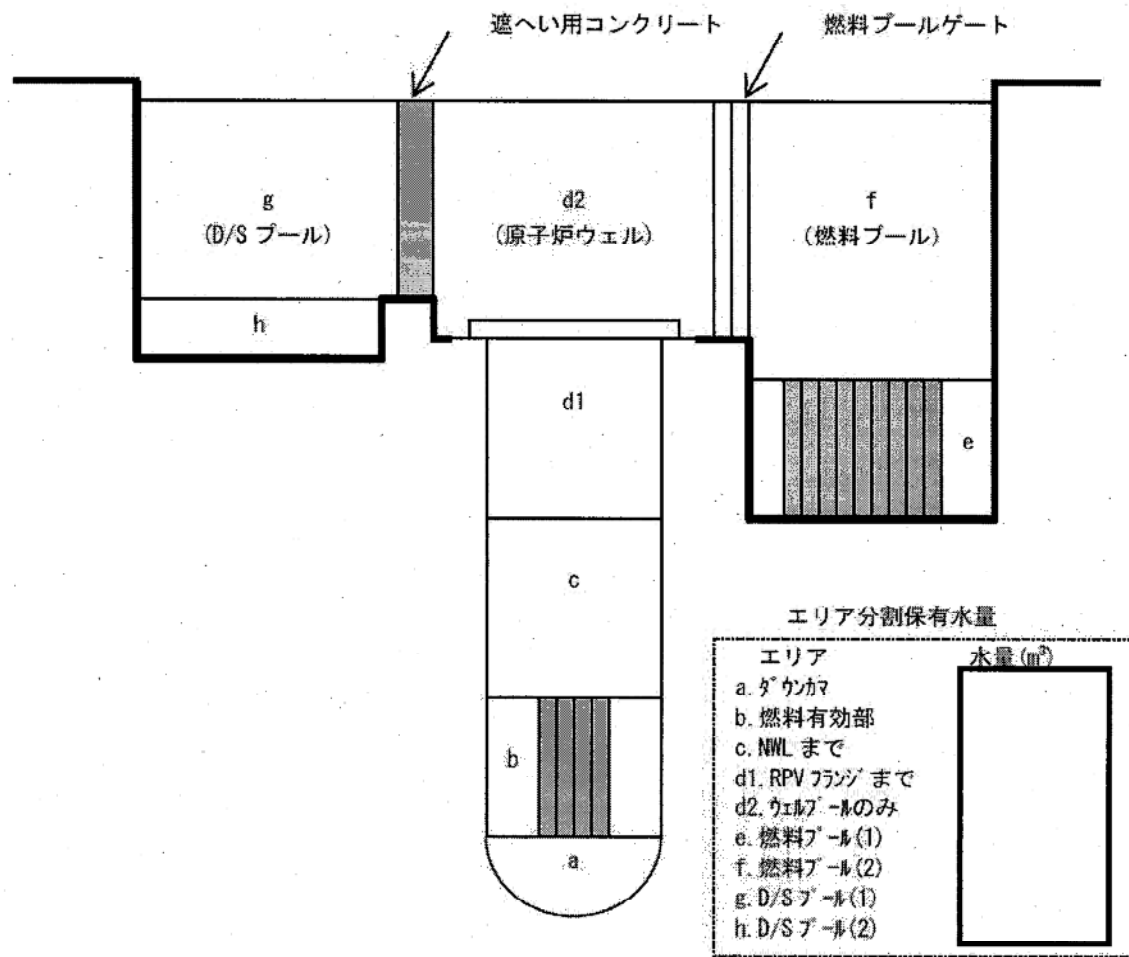 遮へい用コンクリート
燃料プールゲート
g
(D/S プール)
d2
(原子炉ウェル)
f
(燃料プール)
h
d1
e
c
b
a
エリア分割保有水量
エリア 水量(m³)
a. ダウンカマ
b. 燃料有効部
c. NWL まで
d1. RPV フランジまで
d2. ウェルプールのみ
e. 燃料プール(1)
f. 燃料プール(2)
g. D/S プール(1)
h. D/S プール(2)